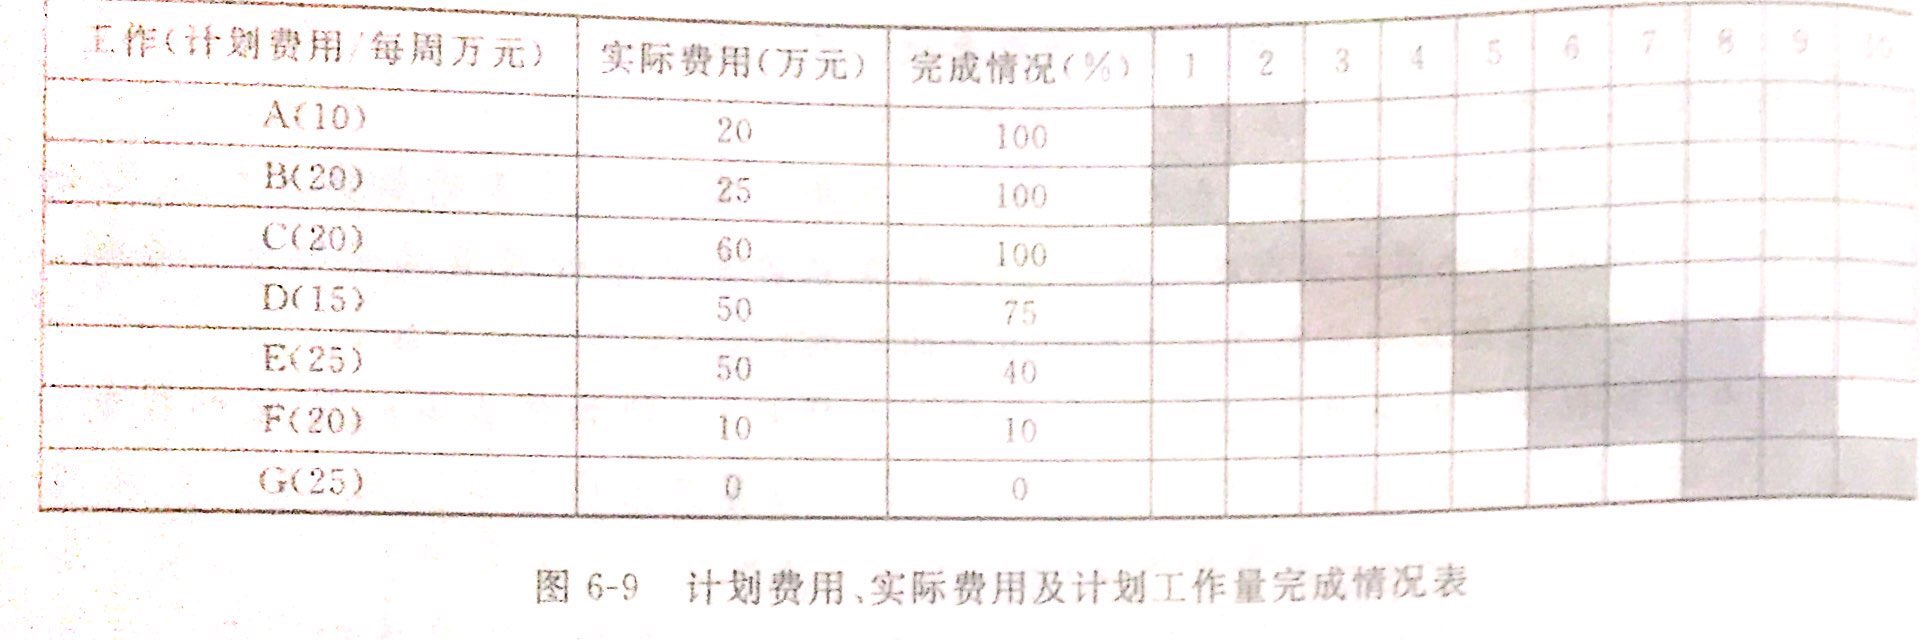 工作(计划费用/每周万元) 实际费用(万元) 完成情况(%) 1 2 3 4 5 6 7 8 9 10
A(10) 20 100
B(20) 25 100
C(20) 60 100
D(15) 50 75
E(25) 50 40
F(20) 10 10
G(25) 0 0
图 6-9 计划费用、实际费用及计划工作量完成情况表